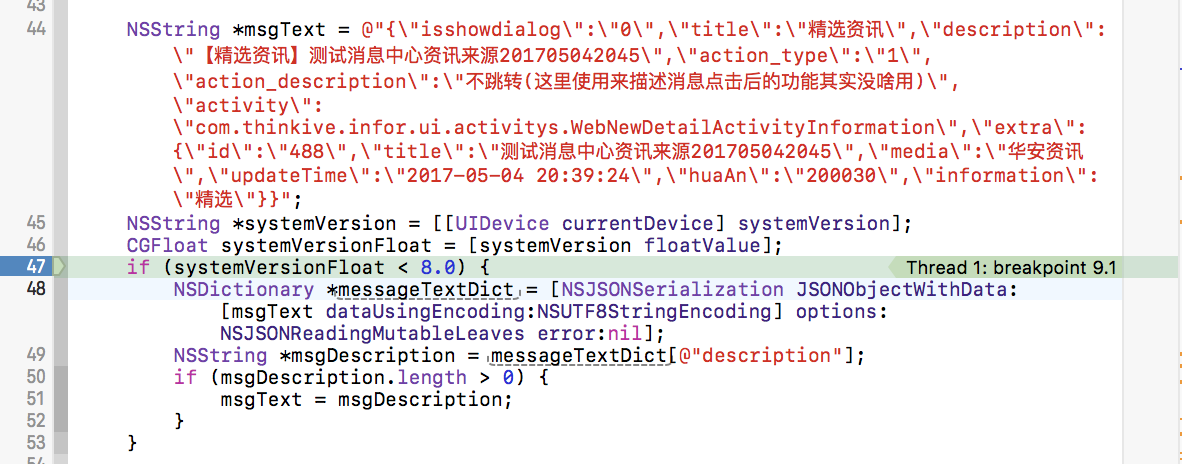 43
44 NSString *msgText = @"{\"isshowdialog\":\"0\",\"title\":\"精选资讯\",\"description\":
\"【精选资讯】测试消息中心资讯来源201705042045\",\"action_type\":\"1\",
\"action_description\":\"不跳转(这里使用来描述消息点击后的功能其实没啥用)\",
\"activity\":
\"com.thinkive.infor.ui.activitys.WebNewDetailActivityInformation\",\"extra\":
{\"id\":\"488\",\"title\":\"测试消息中心资讯来源201705042045\",\"media\":\"华安资讯
\",\"updateTime\":\"2017-05-04 20:39:24\",\"huaAn\":\"200030\",\"information\":
\"精选\"}}";
45 NSString *systemVersion = [[UIDevice currentDevice] systemVersion];
46 CGFloat systemVersionFloat = [systemVersion floatValue];
47 if (systemVersionFloat < 8.0) { Thread 1: breakpoint 9.1
48 NSDictionary *messageTextDict = [NSJSONSerialization JSONObjectWithData:
[msgText dataUsingEncoding:NSUTF8StringEncoding] options:
NSJSONReadingMutableLeaves error:nil];
49 NSString *msgDescription = messageTextDict[@"description"];
50 if (msgDescription.length > 0) {
51 msgText = msgDescription;
52 }
53 }
54